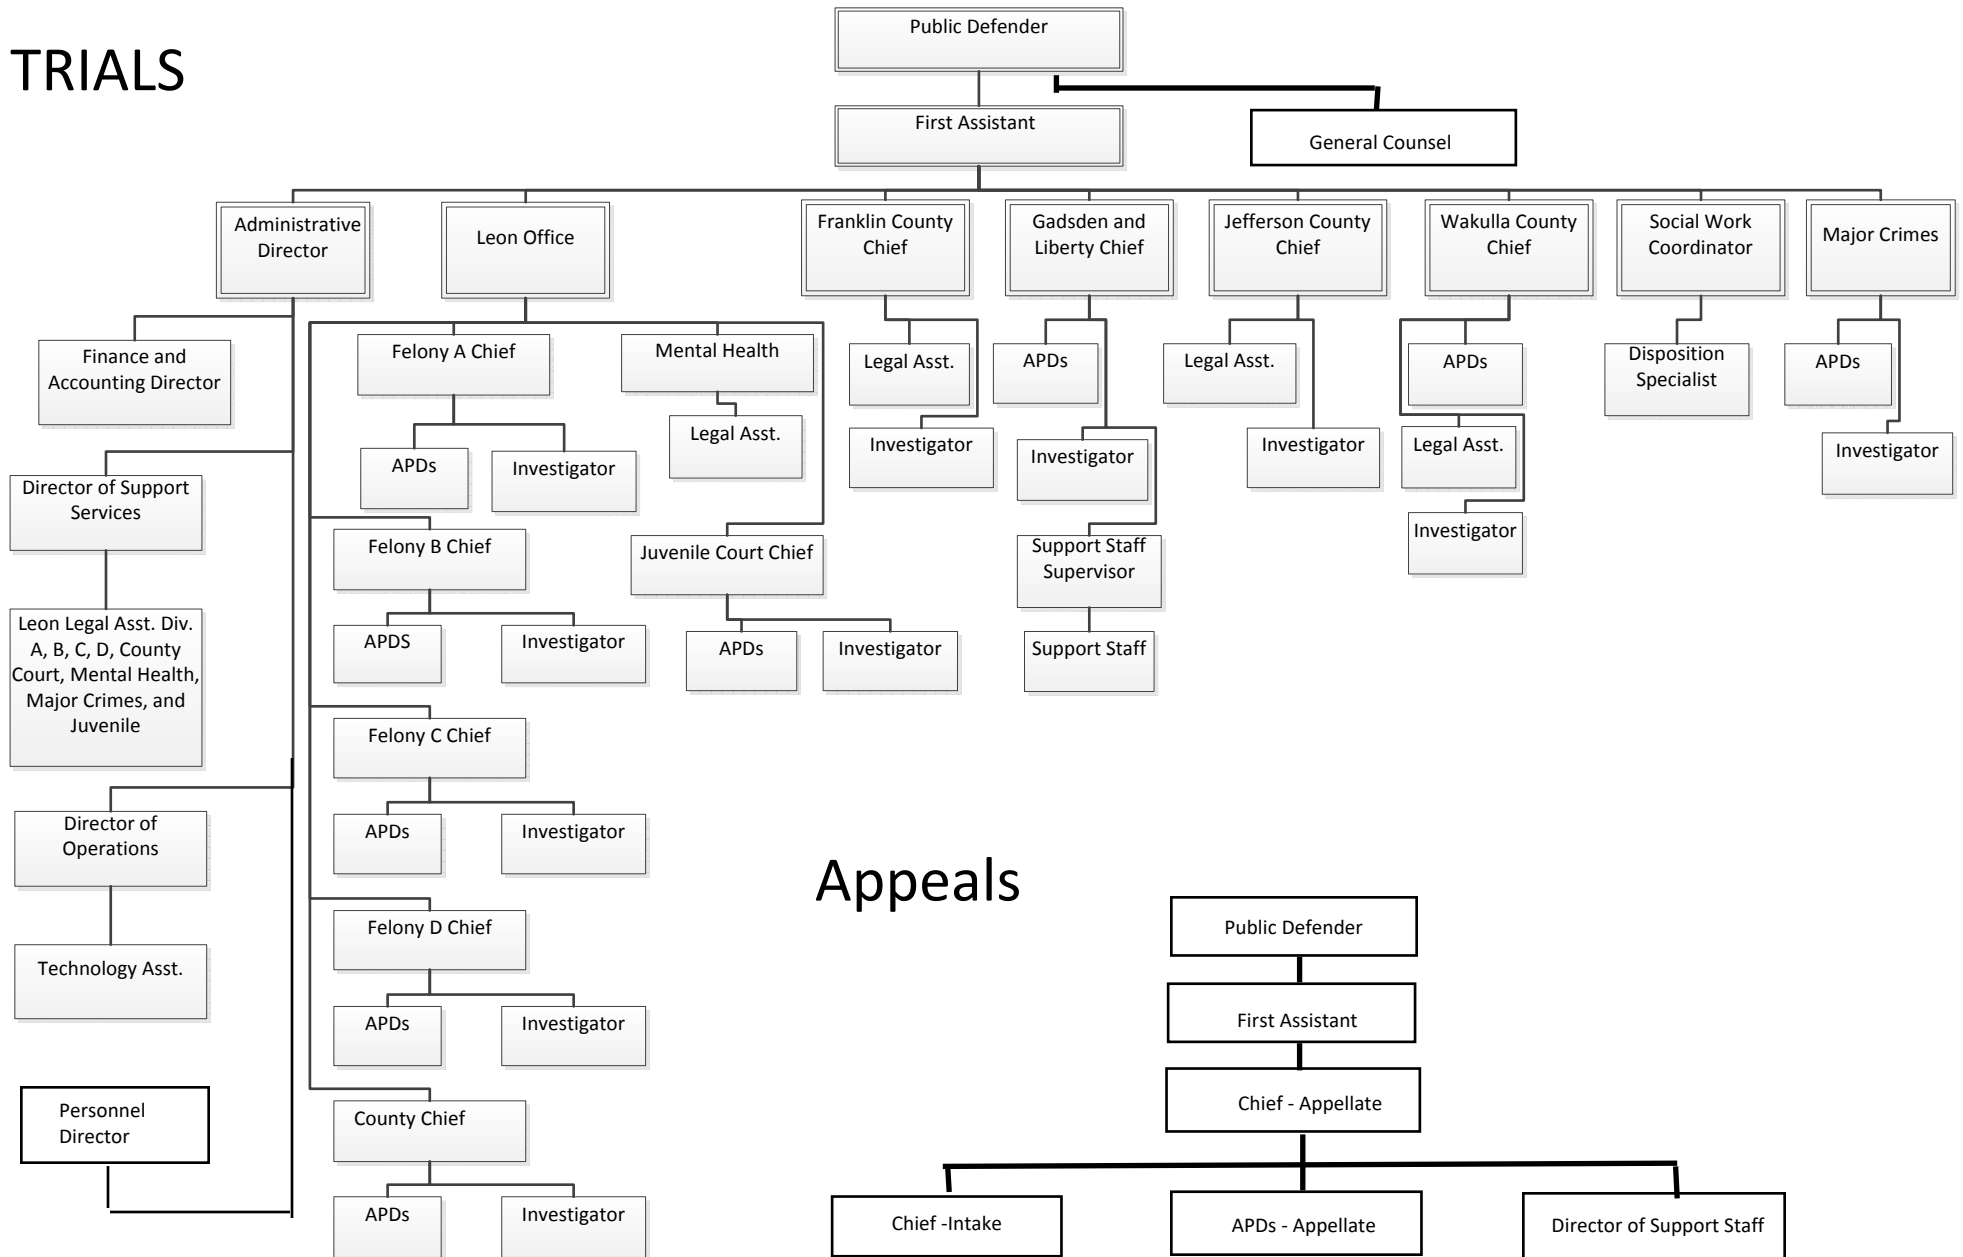 TRIALS
Public Defender
First Assistant
General Counsel
Administrative
Director
Leon Office
Franklin County
Chief
Gadsden and
Liberty Chief
Jefferson County
Chief
Wakulla County
Chief
Social Work
Coordinator
Major Crimes
Finance and
Accounting Director
Felony A Chief
Mental Health
Legal Asst.
APDs
Legal Asst.
APDs
Disposition
Specialist
APDs
APDs
Investigator
Legal Asst.
Investigator
Investigator
Investigator
Legal Asst.
Investigator
Director of Support
Services
Felony B Chief
Juvenile Court Chief
Support Staff
Supervisor
Investigator
Leon Legal Asst. Div.
A, B, C, D, County
Court, Mental Health,
Major Crimes, and
Juvenile
APDS
Investigator
APDs
Investigator
Support Staff
Felony C Chief
APDs
Investigator
Director of
Operations
Felony D Chief
Technology Asst.
APDs
Investigator
Personnel
Director
County Chief
APDs
Investigator
Appeals
Public Defender
First Assistant
Chief - Appellate
Chief -Intake
APDs - Appellate
Director of Support Staff